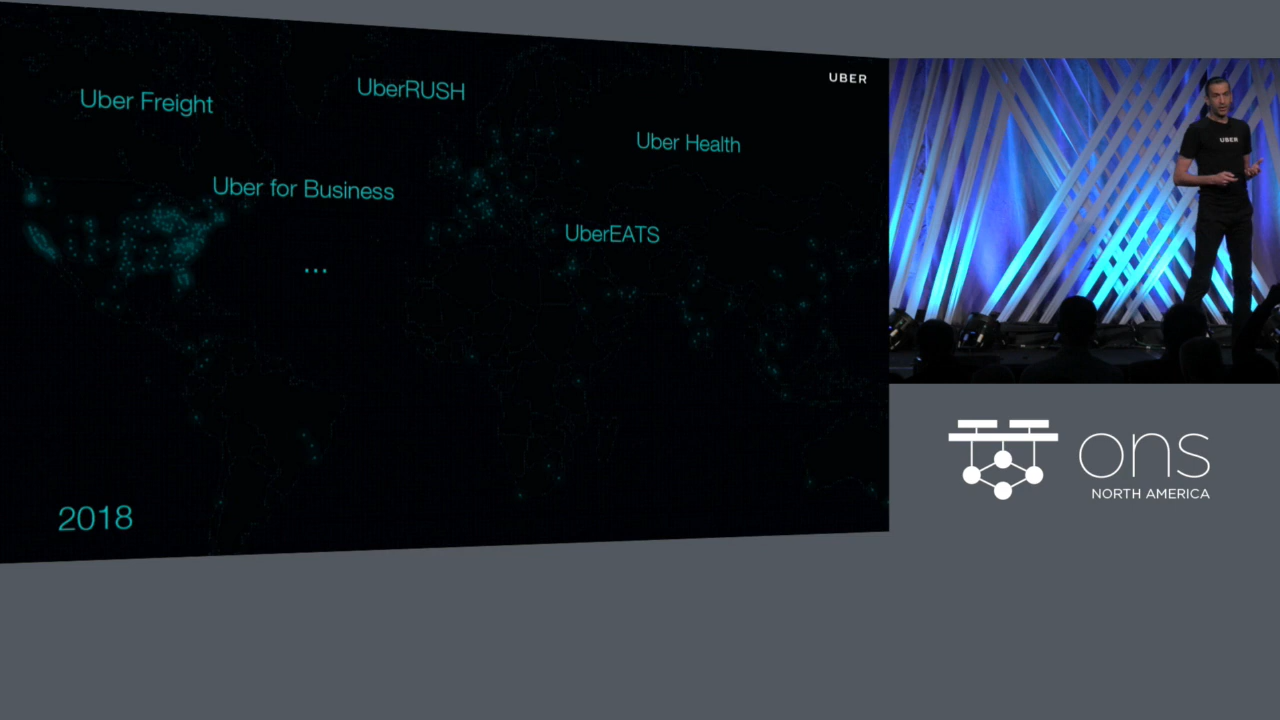 UBER
UberRUSH
Uber Freight
Uber Health
Uber for Business
UberEATS
...
2018
UBER
ons
NORTH AMERICA